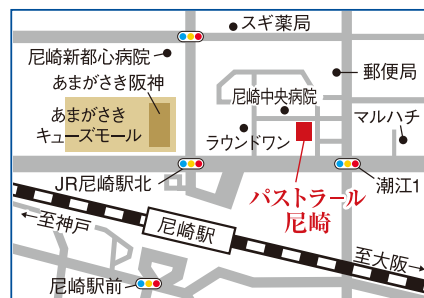 スギ薬局
尼崎新都心病院
郵便局
あまがさき阪神
尼崎中央病院
あまがさき
キューズモール
マルハチ
ラウンドワン
JR尼崎駅北
潮江1
パストラール
尼崎
←至神戸
尼崎駅
至大阪→
尼崎駅前